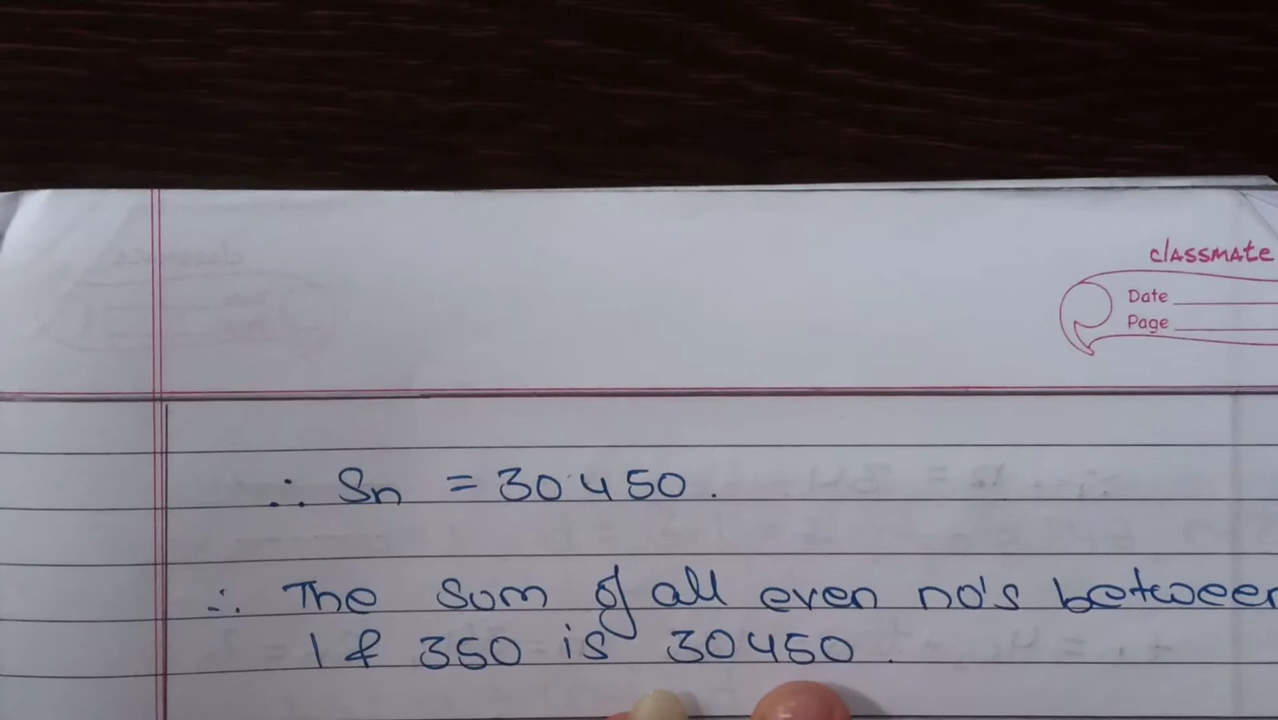 classmate
Date
Page
∴ Sn = 30450.
∴ The sum of all even no's between
1 & 350 is 30450.